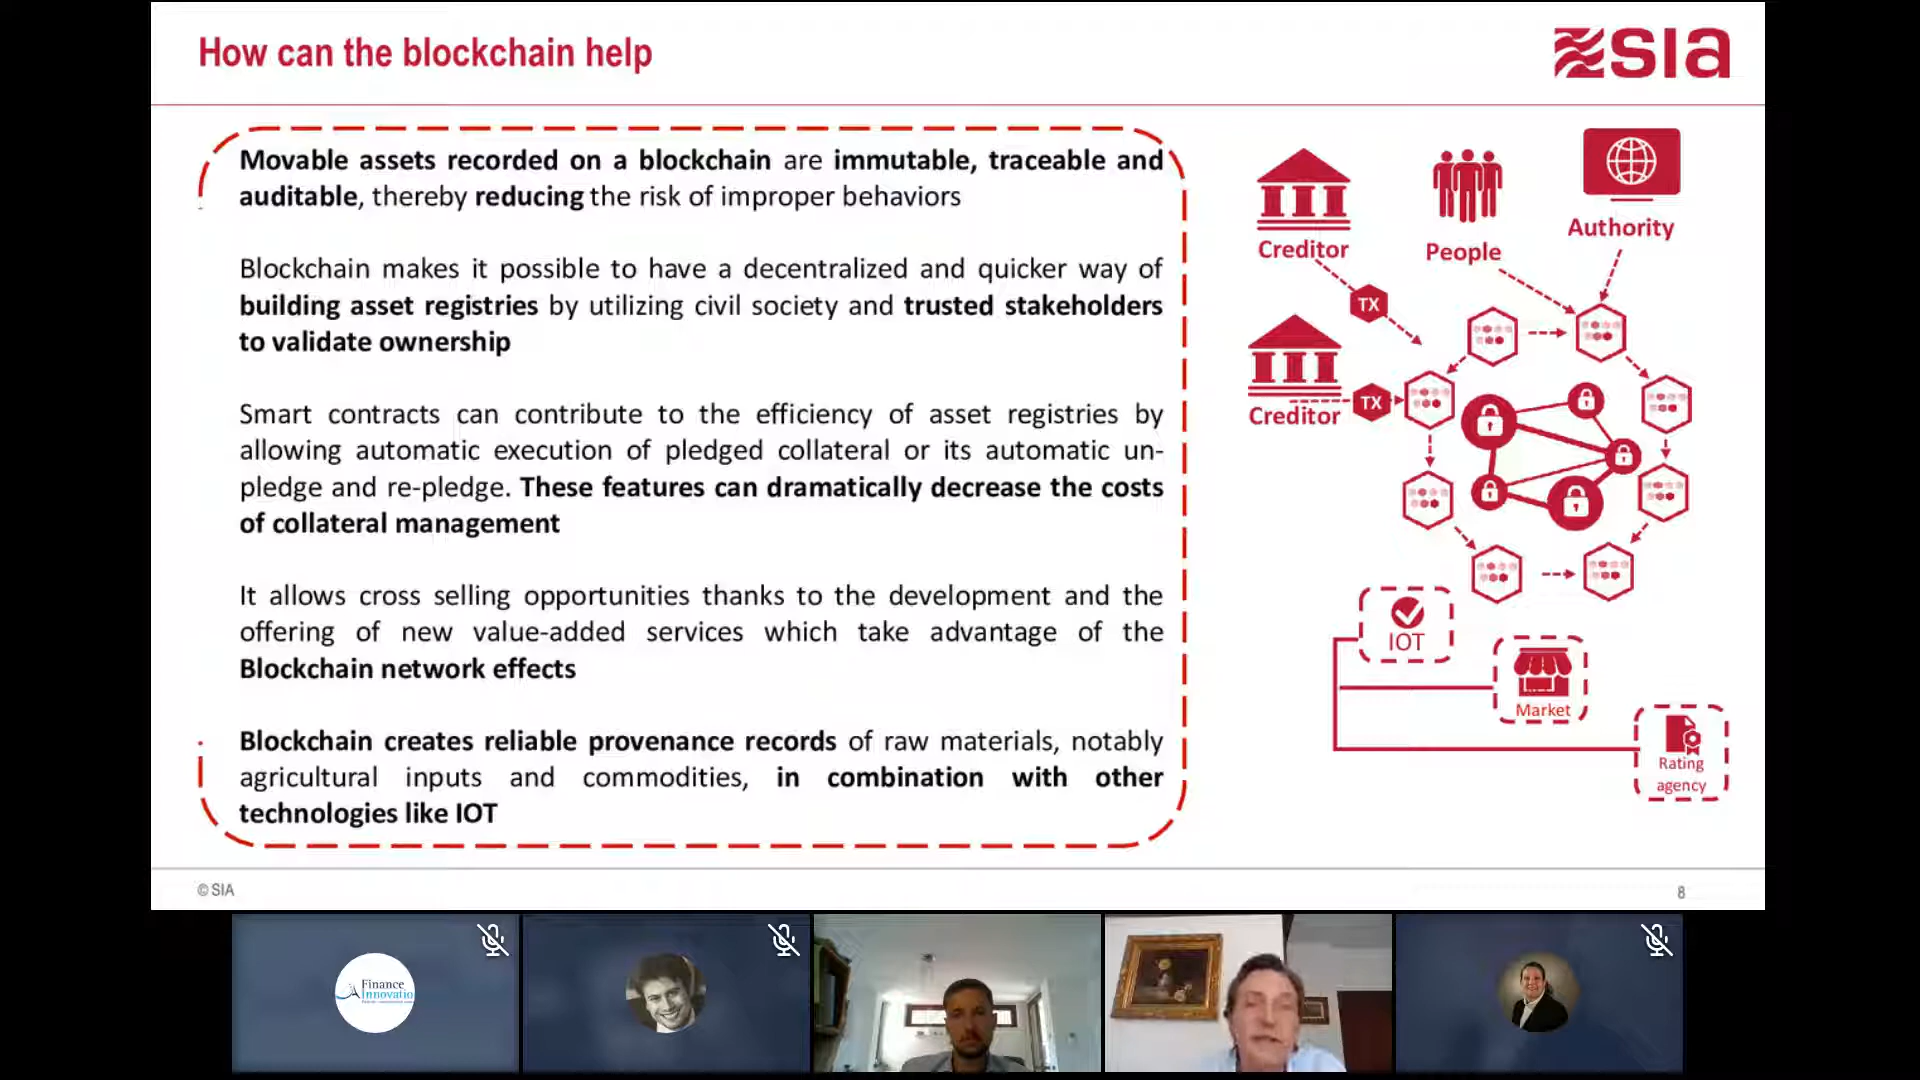 How can the blockchain help
SIA
Movable assets recorded on a blockchain are immutable, traceable and
auditable, thereby reducing the risk of improper behaviors
Blockchain makes it possible to have a decentralized and quicker way of
building asset registries by utilizing civil society and trusted stakeholders
to validate ownership
Smart contracts can contribute to the efficiency of asset registries by
allowing automatic execution of pledged collateral or its automatic un-
pledge and re-pledge. These features can dramatically decrease the costs
of collateral management
It allows cross selling opportunities thanks to the development and the
offering of new value-added services which take advantage of the
Blockchain network effects
Blockchain creates reliable provenance records of raw materials, notably
agricultural inputs and commodities, in combination with other
technologies like IOT
Creditor
People
Authority
TX
Creditor
TX
IOT
Market
Rating
agency
© SIA
8
Finance
Innovatio